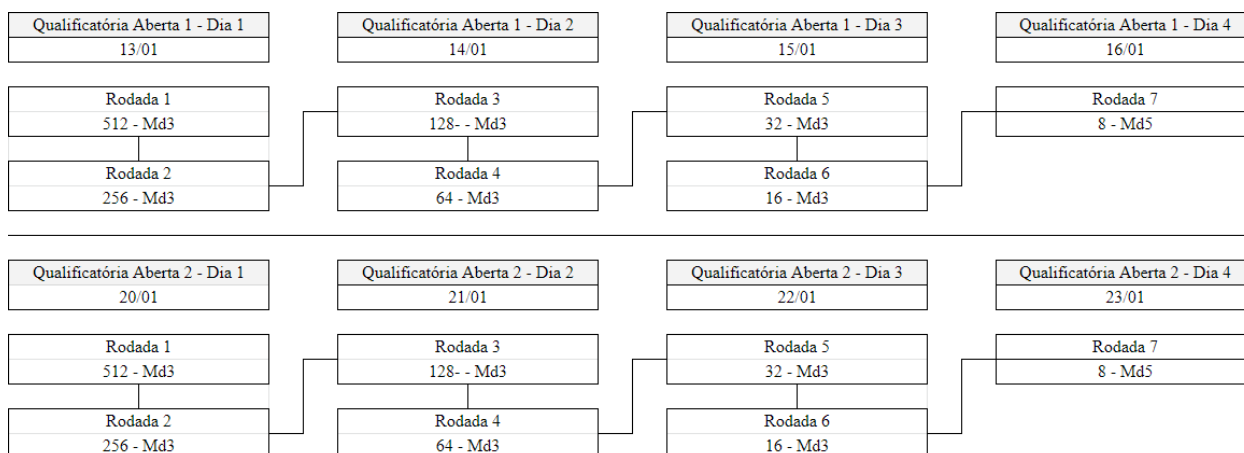 Qualificatória Aberta 1 - Dia 1
13/01
Qualificatória Aberta 1 - Dia 2
14/01
Qualificatória Aberta 1 - Dia 3
15/01
Qualificatória Aberta 1 - Dia 4
16/01
Rodada 1
512 - Md3
Rodada 2
256 - Md3
Rodada 3
128- - Md3
Rodada 4
64 - Md3
Rodada 5
32 - Md3
Rodada 6
16 - Md3
Rodada 7
8 - Md5
Qualificatória Aberta 2 - Dia 1
20/01
Qualificatória Aberta 2 - Dia 2
21/01
Qualificatória Aberta 2 - Dia 3
22/01
Qualificatória Aberta 2 - Dia 4
23/01
Rodada 1
512 - Md3
Rodada 2
256 - Md3
Rodada 3
128- - Md3
Rodada 4
64 - Md3
Rodada 5
32 - Md3
Rodada 6
16 - Md3
Rodada 7
8 - Md5